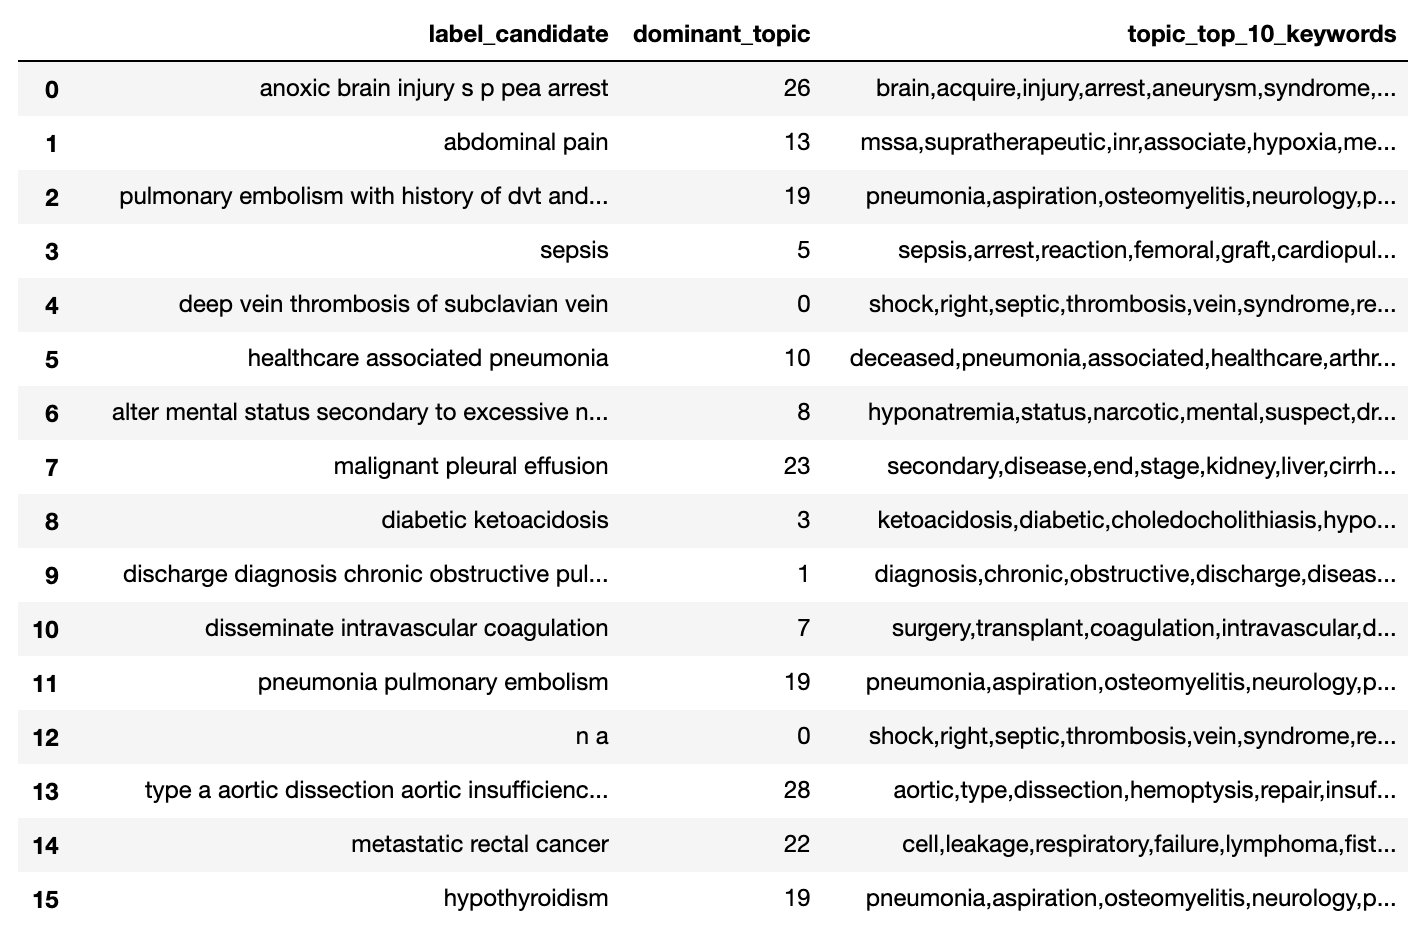 label_candidate dominant_topic topic_top_10_keywords
0 anoxic brain injury s p pea arrest 26 brain,acquire,injury,arrest,aneurysm,syndrome,...
1 abdominal pain 13 mssa,supratherapeutic,inr,associate,hypoxia,me...
2 pulmonary embolism with history of dvt and... 19 pneumonia,aspiration,osteomyelitis,neurology,p...
3 sepsis 5 sepsis,arrest,reaction,femoral,graft,cardiopul...
4 deep vein thrombosis of subclavian vein 0 shock,right,septic,thrombosis,vein,syndrome,re...
5 healthcare associated pneumonia 10 deceased,pneumonia,associated,healthcare,arthr...
6 alter mental status secondary to excessive n... 8 hyponatremia,status,narcotic,mental,suspect,dr...
7 malignant pleural effusion 23 secondary,disease,end,stage,kidney,liver,cirrh...
8 diabetic ketoacidosis 3 ketoacidosis,diabetic,choledocholithiasis,hypo...
9 discharge diagnosis chronic obstructive pul... 1 diagnosis,chronic,obstructive,discharge,diseas...
10 disseminate intravascular coagulation 7 surgery,transplant,coagulation,intravascular,d...
11 pneumonia pulmonary embolism 19 pneumonia,aspiration,osteomyelitis,neurology,p...
12 n a 0 shock,right,septic,thrombosis,vein,syndrome,re...
13 type a aortic dissection aortic insufficienc... 28 aortic,type,dissection,hemoptysis,repair,insuf...
14 metastatic rectal cancer 22 cell,leakage,respiratory,failure,lymphoma,fist...
15 hypothyroidism 19 pneumonia,aspiration,osteomyelitis,neurology,p...